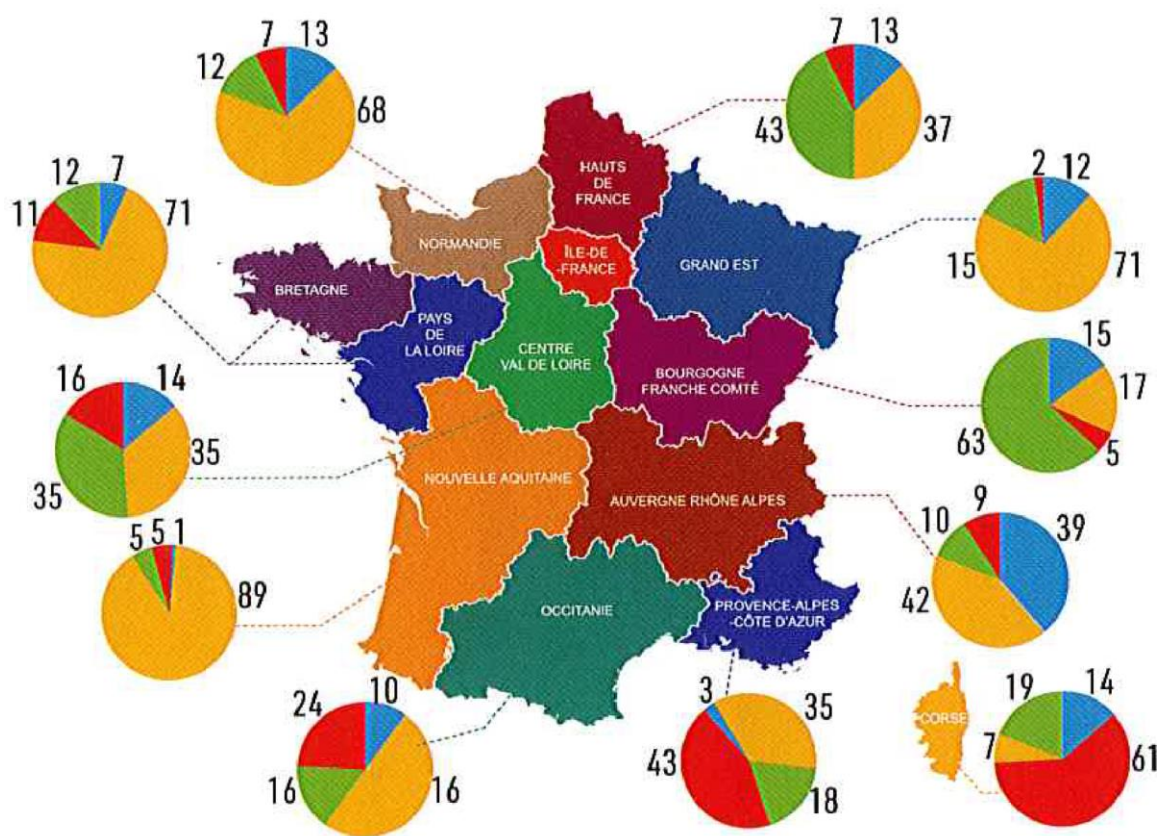 7 13
12
68
7 13
43
37
12 7
11
71
2 12
15
71
16 14
35
35
15
17
63
5
5 5 1
89
9
39
10
42
24 10
16
16
3
35
43
18
19
14
7
61
HAUTS
DE
FRANCE
NORMANDIE
ÎLE-DE
-FRANCE
GRAND EST
BRETAGNE
PAYS
DE
LA LOIRE
CENTRE
VAL DE LOIRE
BOURGOGNE
FRANCHE COMTÉ
NOUVELLE AQUITAINE
AUVERGNE RHÔNE ALPES
OCCITANIE
PROVENCE-ALPES
-CÔTE D'AZUR
CORSE